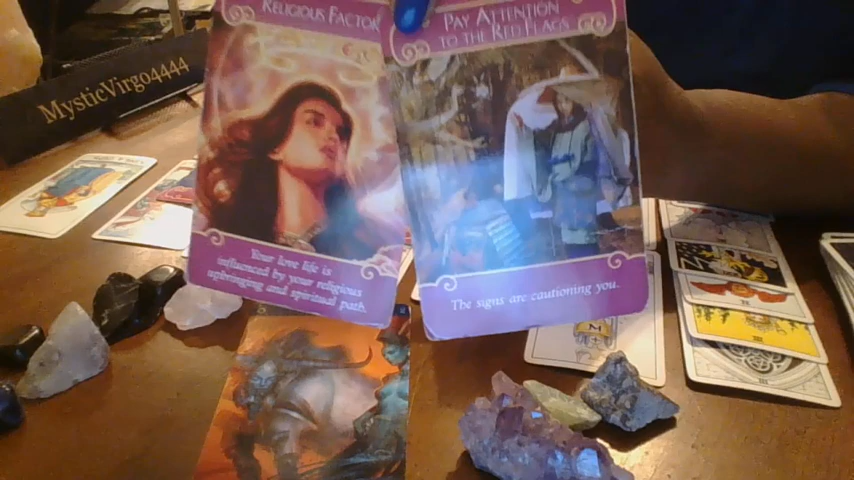 RELIGIOUS FACTOR
PAY ATTENTION
TO THE RED FLAGS
MysticVirgo4444
Your love life is
influenced by your religious
upbringing and spiritual path.
The signs are cautioning you.